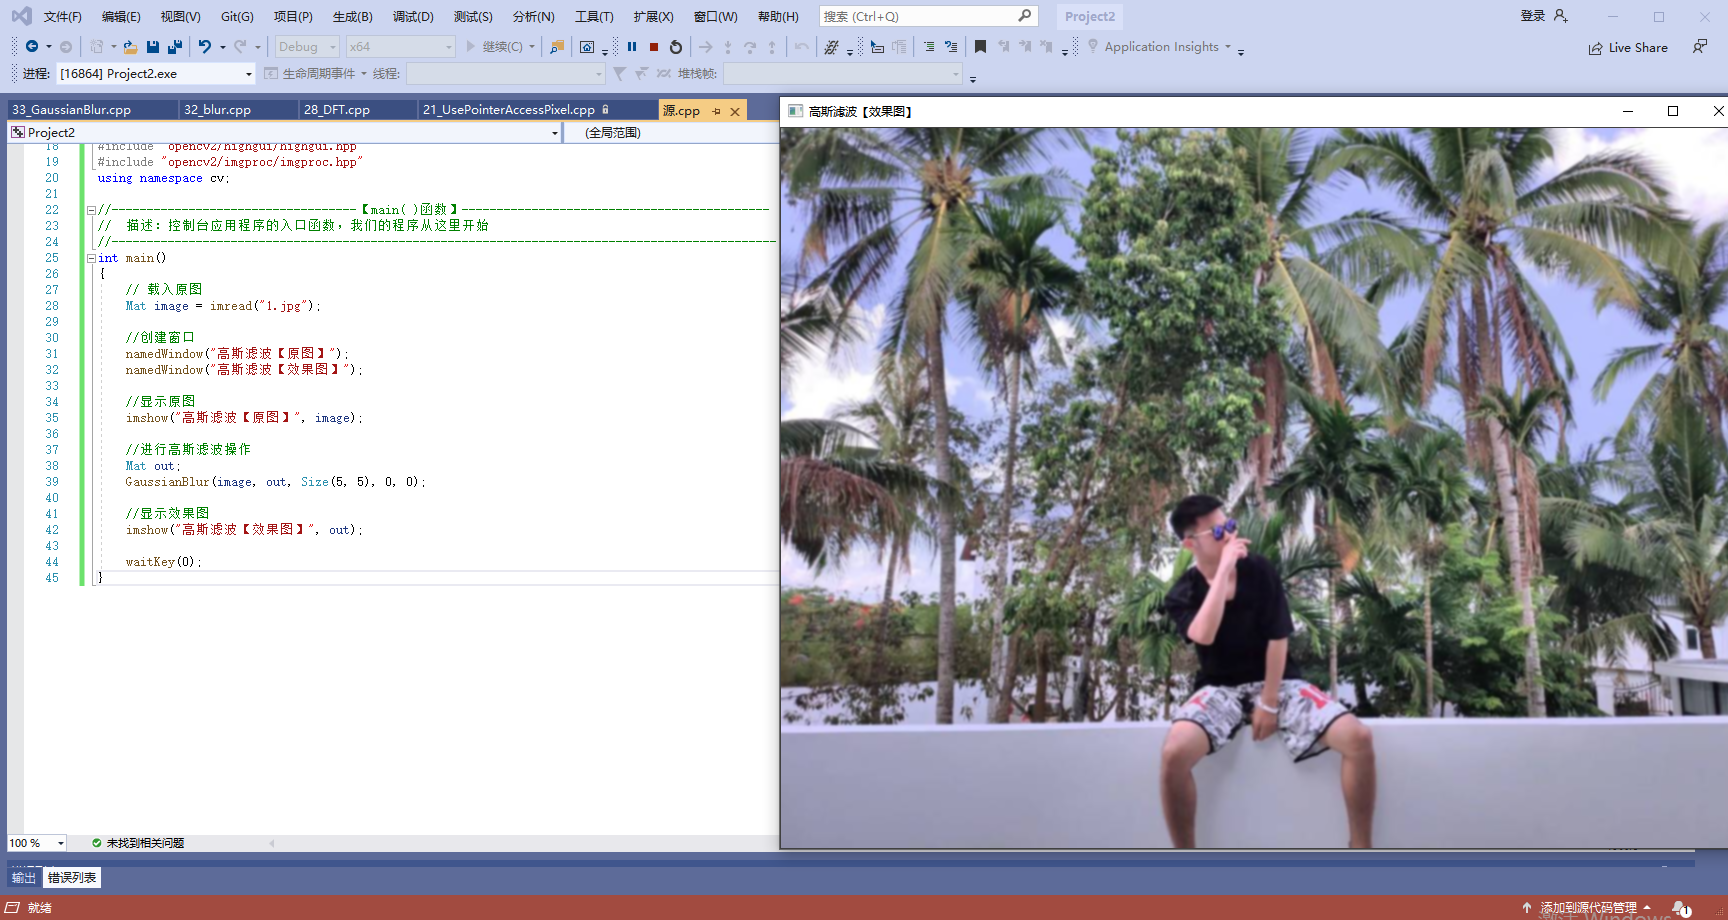 文件(F) 编辑(E) 视图(V) Git(G) 项目(P) 生成(B) 调试(D) 测试(S) 分析(N) 工具(T) 扩展(X) 窗口(W) 帮助(H) 搜索 (Ctrl+Q) Project2 登录
Debug x64 继续(C) Application Insights Live Share
进程: [16864] Project2.exe 生命周期事件 线程: 堆栈帧:
33_GaussianBlur.cpp 32_blur.cpp 28_DFT.cpp 21_UsePointerAccessPixel.cpp 源.cpp
高斯滤波【效果图】
Project2 (全局范围)
18 #include "opencv2/highgui/highgui.hpp"
19 #include "opencv2/imgproc/imgproc.hpp"
20 using namespace cv;
21
22 //-----------------------------------【main( )函数】--------------------------------------------
23 // 描述：控制台应用程序的入口函数，我们的程序从这里开始
24 //-----------------------------------------------------------------------------------------------
25 int main()
26 {
27 // 载入原图
28 Mat image = imread("1.jpg");
29
30 //创建窗口
31 namedWindow("高斯滤波【原图】");
32 namedWindow("高斯滤波【效果图】");
33
34 //显示原图
35 imshow("高斯滤波【原图】", image);
36
37 //进行高斯滤波操作
38 Mat out;
39 GaussianBlur(image, out, Size(5, 5), 0, 0);
40
41 //显示效果图
42 imshow("高斯滤波【效果图】", out);
43
44 waitKey(0);
45 }
100 % 未找到相关问题
输出 错误列表
就绪 添加到源代码管理 1